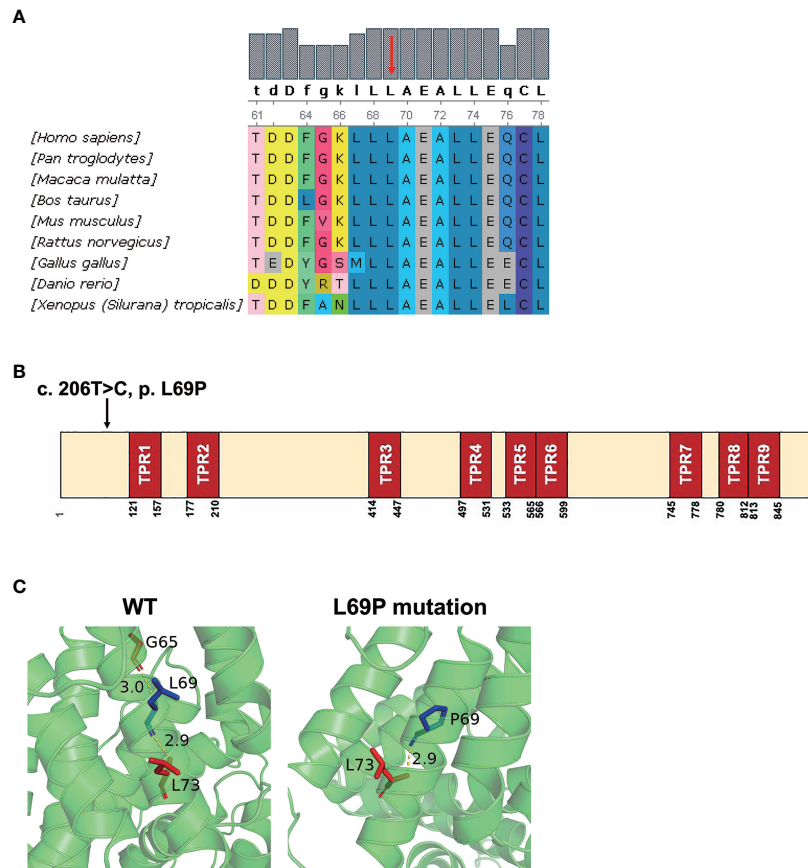 A
t d D f g k l L L A E A L L E q C L
61 64 66 68 70 72 74 76 78
[Homo sapiens] T D D F G K L L L A E A L L E Q C L
[Pan troglodytes] T D D F G K L L L A E A L L E Q C L
[Macaca mulatta] T D D F G K L L L A E A L L E Q C L
[Bos taurus] T D D L G K L L L A E A L L E Q C L
[Mus musculus] T D D F V K L L L A E A L L E Q C L
[Rattus norvegicus] T D D F G K L L L A E A L L E Q C L
[Gallus gallus] T E D Y G S M L L A E A L L E E C L
[Danio rerio] D D D Y R T L L L A E A L L E E C L
[Xenopus (Silurana) tropicalis] T D D F A N L L L A E A L L E L C L
B
c. 206T>C, p. L69P
TPR1 TPR2 TPR3 TPR4 TPR5 TPR6 TPR7 TPR8 TPR9
1 121 157 177 210 414 447 497 531 533 565 566 599 745 778 780 812 813 845
C
WT L69P mutation
G65
3.0 L69
P69
2.9
L73 2.9
L73